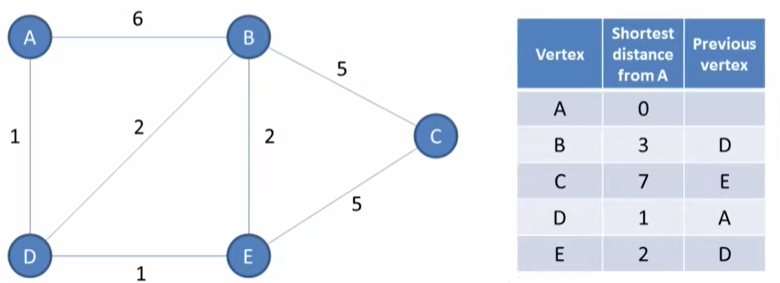 6
A
B
5
1
2
2
C
5
D
E
1
Vertex
Shortest
distance
from A
Previous
vertex
A 0
B 3 D
C 7 E
D 1 A
E 2 D